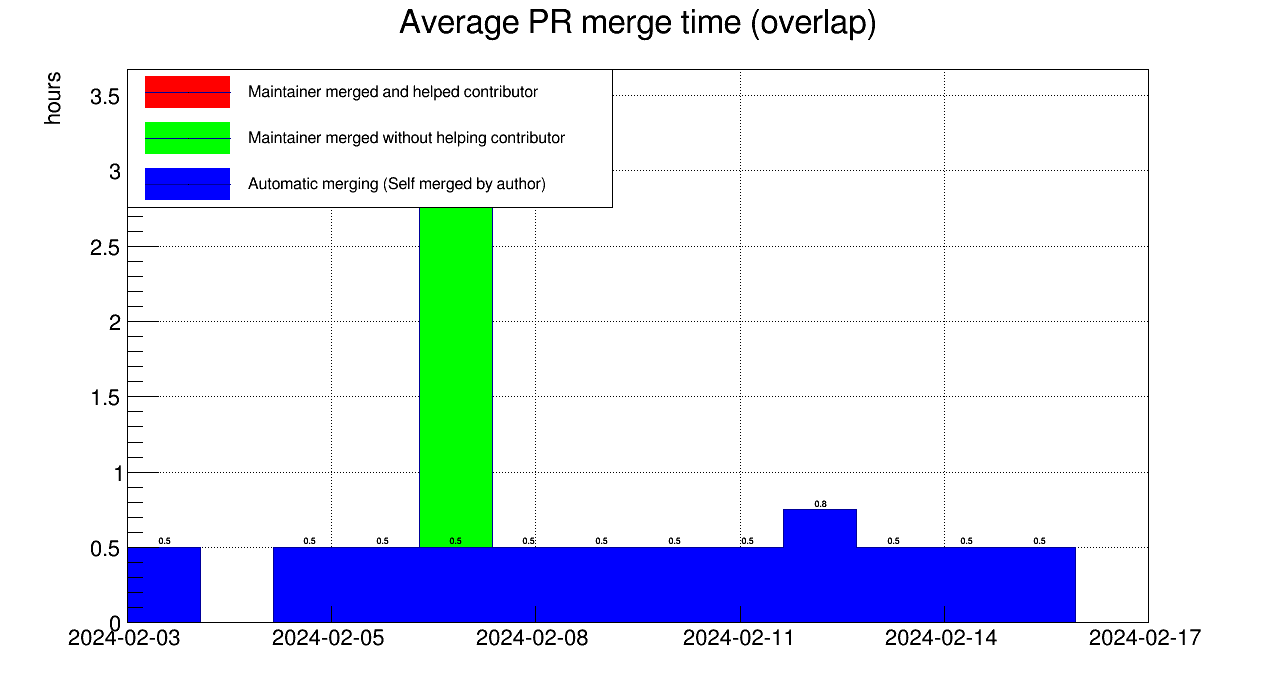 Average PR merge time (overlap)
hours
Maintainer merged and helped contributor
Maintainer merged without helping contributor
Automatic merging (Self merged by author)
3.5
3
2.5
2
1.5
1
0.5
0
0.8
0.5 0.5 0.5 0.5 0.5 0.5 0.5 0.5 0.5 0.5 0.5
2024-02-03 2024-02-05 2024-02-08 2024-02-11 2024-02-14 2024-02-17